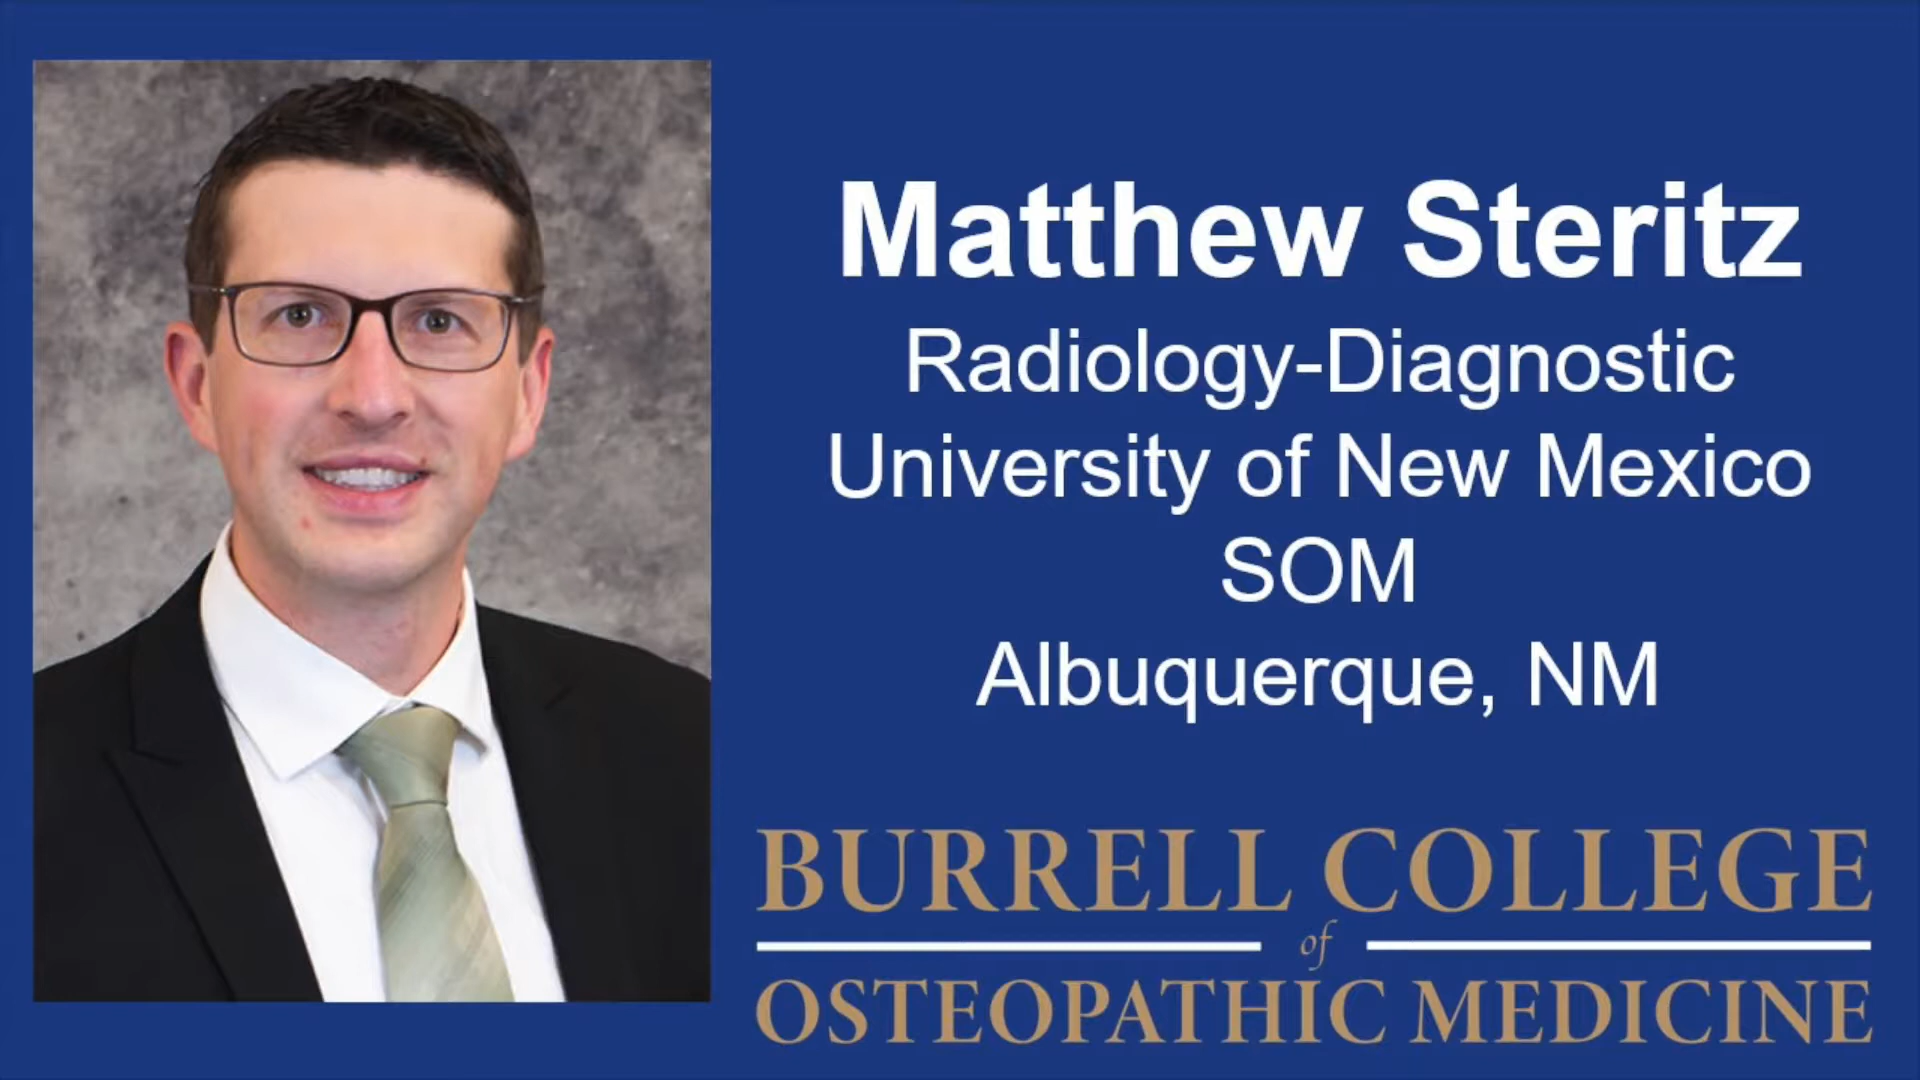 Matthew Steritz
Radiology-Diagnostic
University of New Mexico
SOM
Albuquerque, NM
BURRELL COLLEGE
of
OSTEOPATHIC MEDICINE